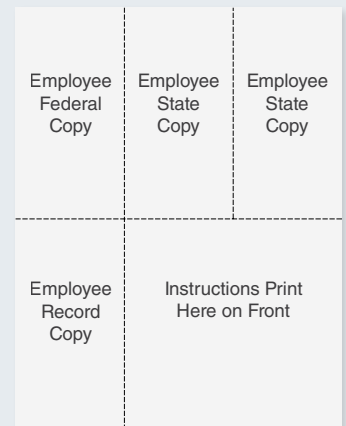 Employee
Federal
Copy
Employee
State
Copy
Employee
State
Copy
Employee
Record
Copy
Instructions Print
Here on Front